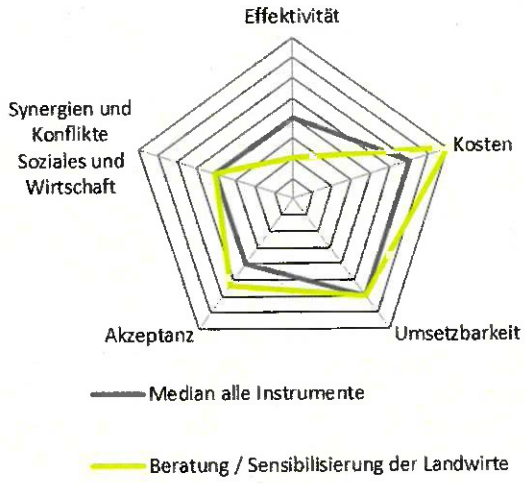 Effektivität
Synergien und
Konflikte
Soziales und
Wirtschaft
Kosten
Akzeptanz
Umsetzbarkeit
Median alle Instrumente
Beratung / Sensibilisierung der Landwirte